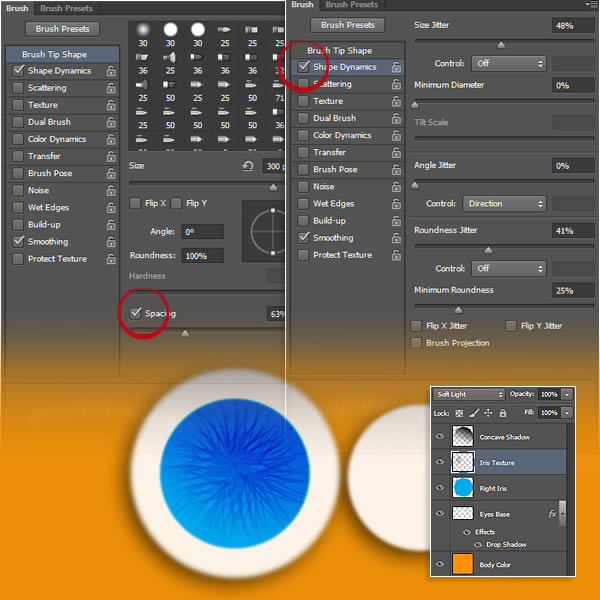 Brush Brush Presets
Brush Presets
Brush Tip Shape
Shape Dynamics
Scattering
Texture
Dual Brush
Color Dynamics
Transfer
Brush Pose
Noise
Wet Edges
Build-up
Smoothing
Protect Texture
30 30 30 25 25 25
36 25 36 36 36 32
25 50 25 25 50 71
25 50 50 50 50 36
Size 300 p
Flip X Flip Y
Angle: 0º
Roundness: 100%
Hardness
Spacing 63%
Brush Brush Presets
Brush Presets
Brush Tip Shape
Shape Dynamics
Scattering
Texture
Dual Brush
Color Dynamics
Transfer
Brush Pose
Noise
Wet Edges
Build-up
Smoothing
Protect Texture
Size Jitter 48%
Control: Off
Minimum Diameter 0%
Tilt Scale
Angle Jitter 0%
Control: Direction
Roundness Jitter 41%
Control: Off
Minimum Roundness 25%
Flip X Jitter Flip Y Jitter
Brush Projection
Soft Light Opacity: 100%
Lock: Fill: 100%
Concave Shadow
Iris Texture
Right Iris
Eyes Base fx
Effects
Drop Shadow
Body Color